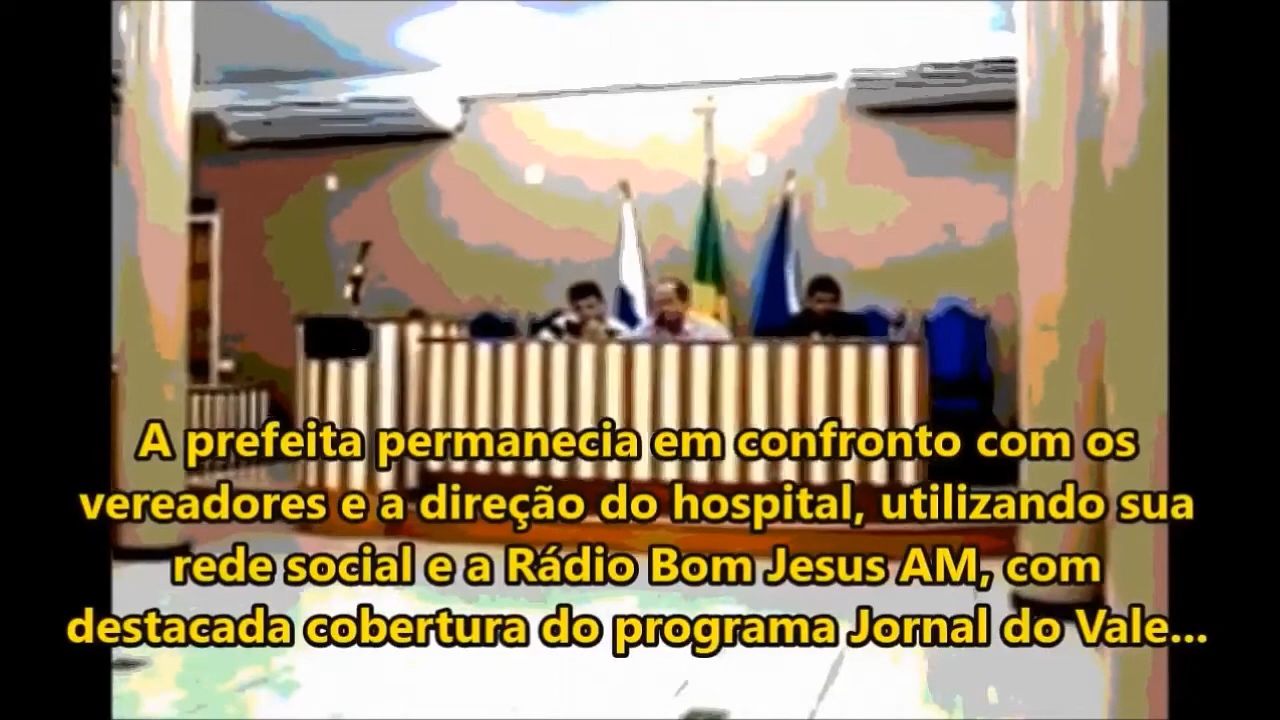 A prefeita permanecia em confronto com os
vereadores e a direção do hospital, utilizando sua
rede social e a Rádio Bom Jesus AM, com
destacada cobertura do programa Jornal do Vale...